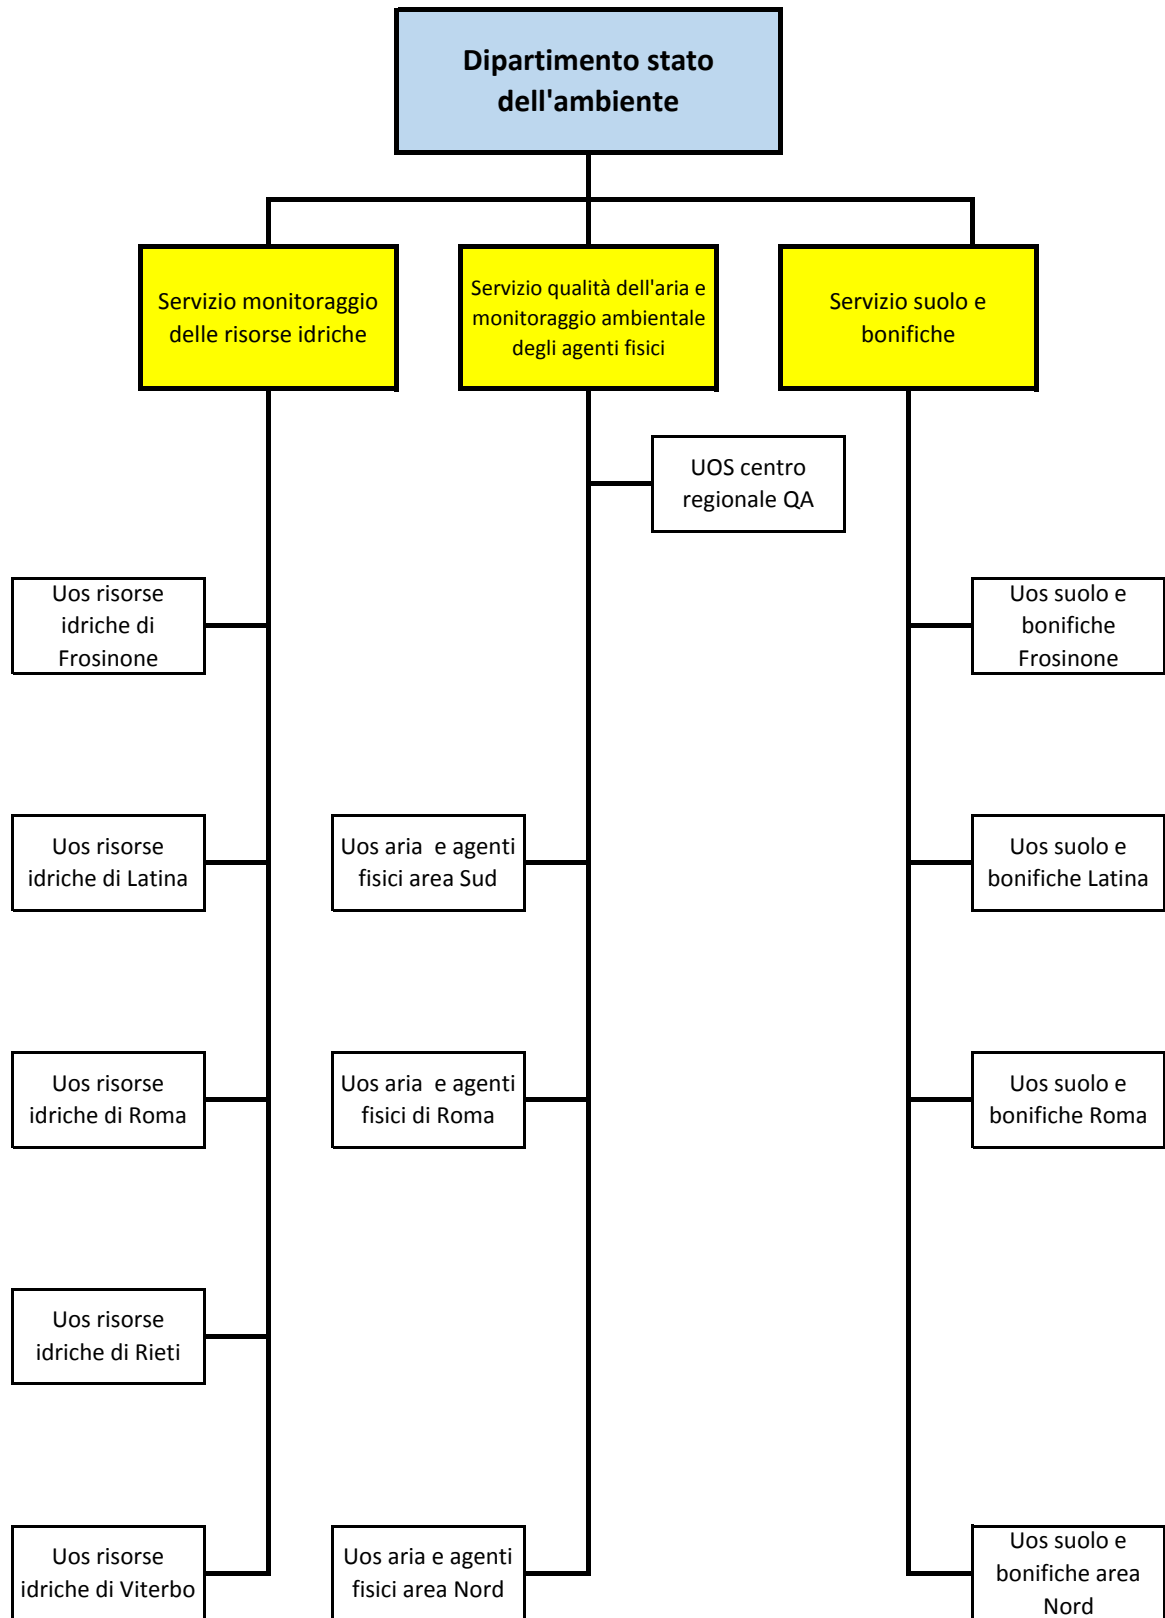 Dipartimento stato
dell'ambiente
Servizio monitoraggio
delle risorse idriche
Servizio qualità dell'aria e
monitoraggio ambientale
degli agenti fisici
Servizio suolo e
bonifiche
UOS centro
regionale QA
Uos risorse
idriche di
Frosinone
Uos suolo e
bonifiche
Frosinone
Uos risorse
idriche di Latina
Uos aria  e agenti
fisici area Sud
Uos suolo e
bonifiche Latina
Uos risorse
idriche di Roma
Uos aria  e agenti
fisici di Roma
Uos suolo e
bonifiche Roma
Uos risorse
idriche di Rieti
Uos risorse
idriche di Viterbo
Uos aria e agenti
fisici area Nord
Uos suolo e
bonifiche area
Nord